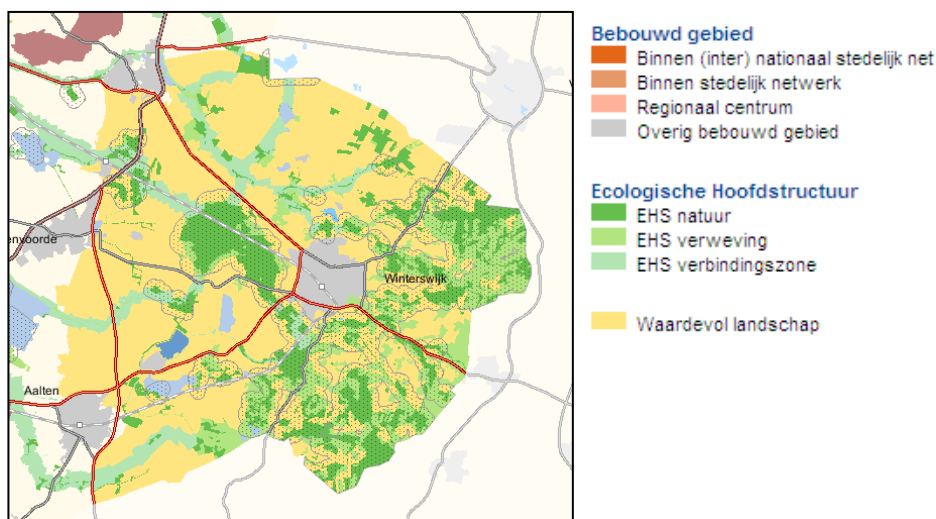 envoorde
Winterswijk
Aalten
Bebouwd gebied
Binnen (inter) nationaal stedelijk net
Binnen stedelijk netwerk
Regionaal centrum
Overig bebouwd gebied
Ecologische Hoofdstructuur
EHS natuur
EHS verweving
EHS verbindingszone
Waardevol landschap